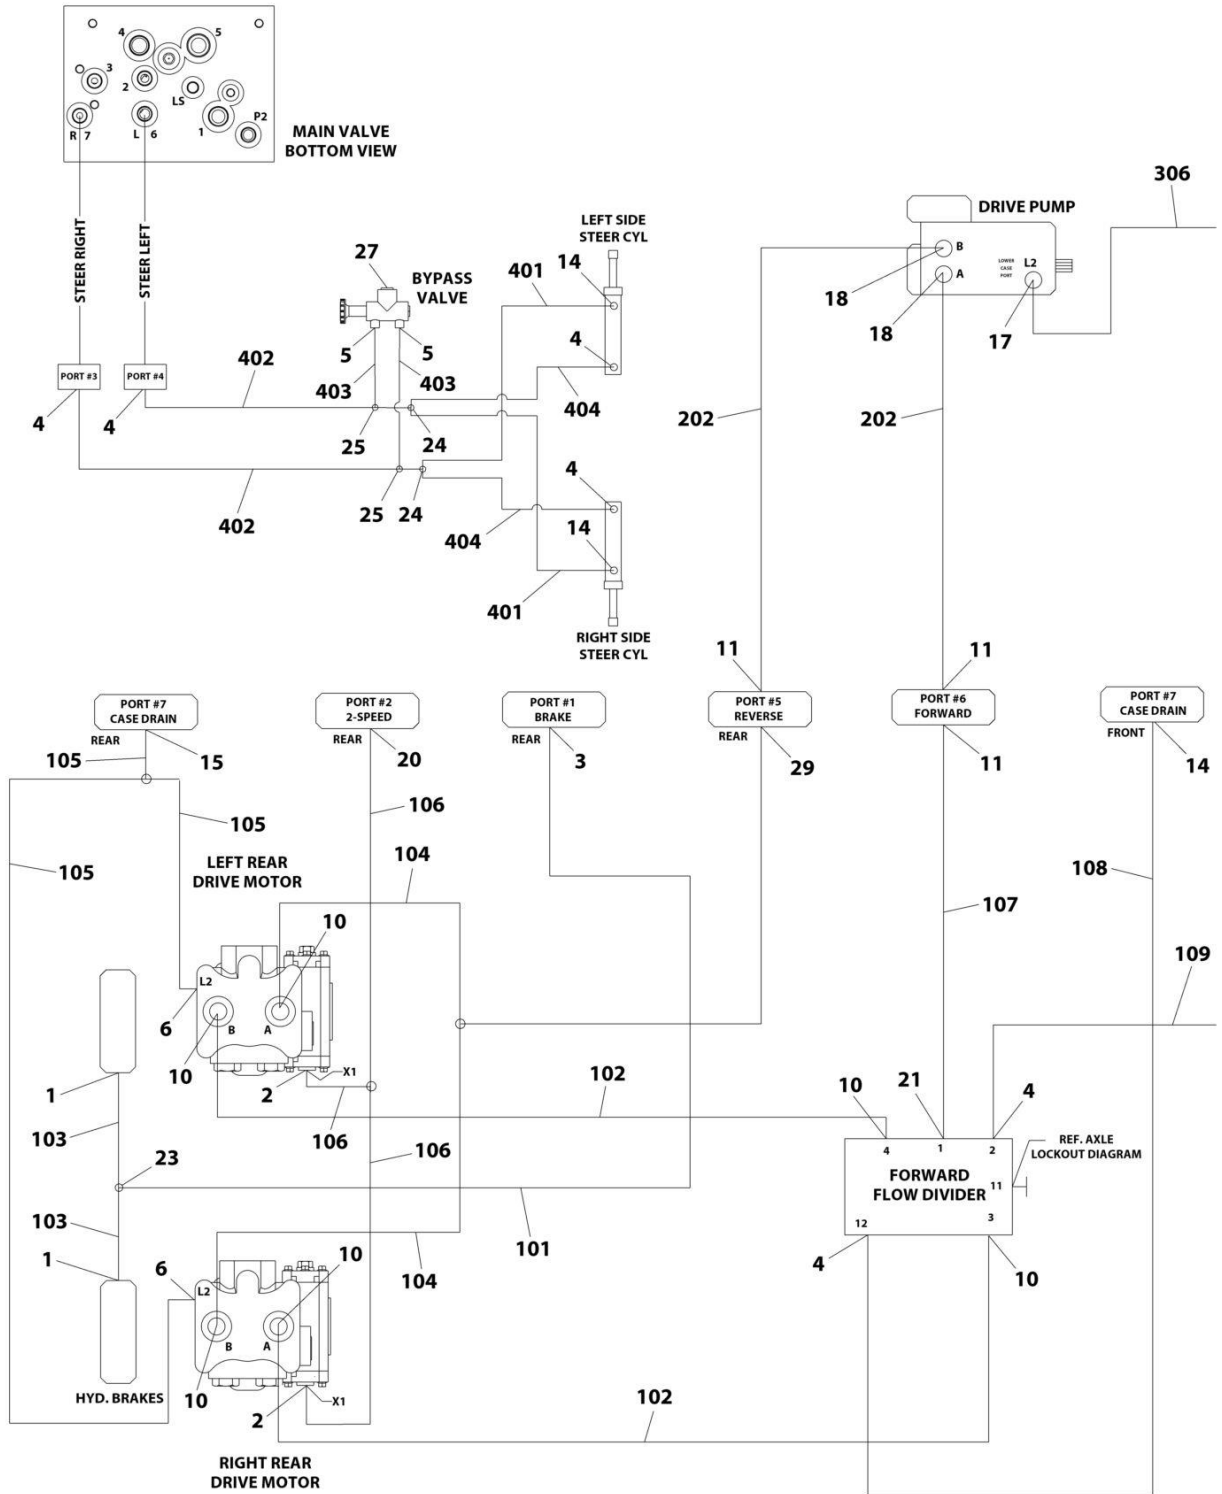 4
5
3
2
LS
R 7
L 6
1
P2
MAIN VALVE
BOTTOM VIEW
STEER RIGHT
STEER LEFT
PORT #3
PORT #4
4
4
402
402
27
BYPASS
VALVE
5
5
403
403
25
24
25
24
401
LEFT SIDE
STEER CYL
14
4
404
4
404
14
401
RIGHT SIDE
STEER CYL
306
DRIVE PUMP
B
A
LOWER
CASE
PORT
L2
18
18
17
202
202
11
11
PORT #7
CASE DRAIN
REAR
105
15
PORT #2
2-SPEED
REAR
20
PORT #1
BRAKE
REAR
3
PORT #5
REVERSE
REAR
29
PORT #6
FORWARD
11
PORT #7
CASE DRAIN
FRONT
14
106
105
105
104
108
107
109
LEFT REAR
DRIVE MOTOR
10
L2
B
A
6
10
2
X1
106
106
1
103
23
103
1
102
101
10
21
4
4
1
2
REF. AXLE
LOCKOUT DIAGRAM
FORWARD
FLOW DIVIDER
11
12
3
4
10
6
10
104
L2
B
A
HYD. BRAKES
10
2
X1
102
RIGHT REAR
DRIVE MOTOR